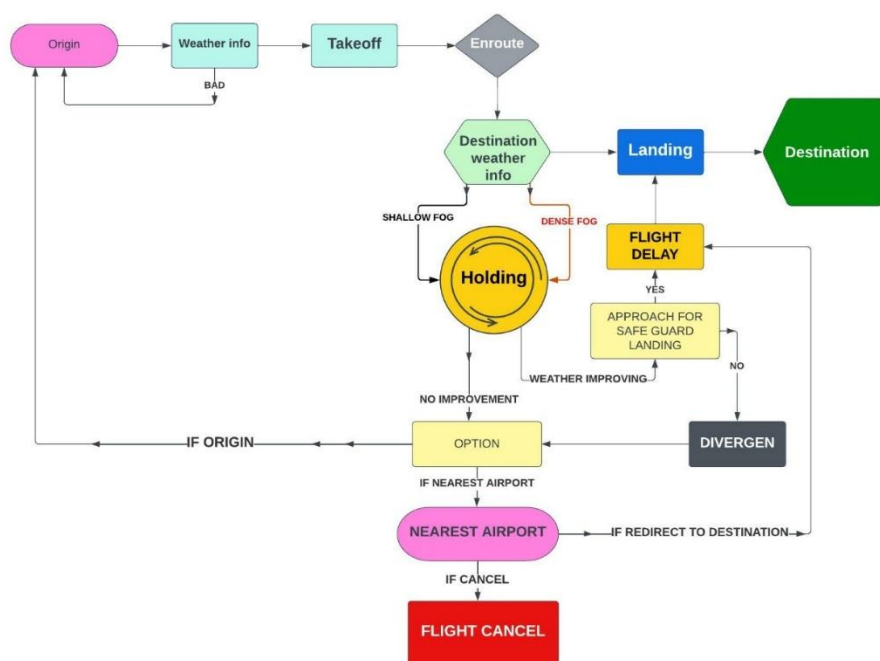 Origin
Weather info
Takeoff
Enroute
BAD
Destination
weather
info
Landing
Destination
SHALLOW FOG
DENSE FOG
Holding
FLIGHT
DELAY
YES
APPROACH FOR
SAFE GUARD
LANDING
NO
WEATHER IMPROVING
NO IMPROVEMENT
IF ORIGIN
OPTION
DIVERGEN
IF NEAREST AIRPORT
NEAREST AIRPORT
IF REDIRECT TO DESTINATION
IF CANCEL
FLIGHT CANCEL